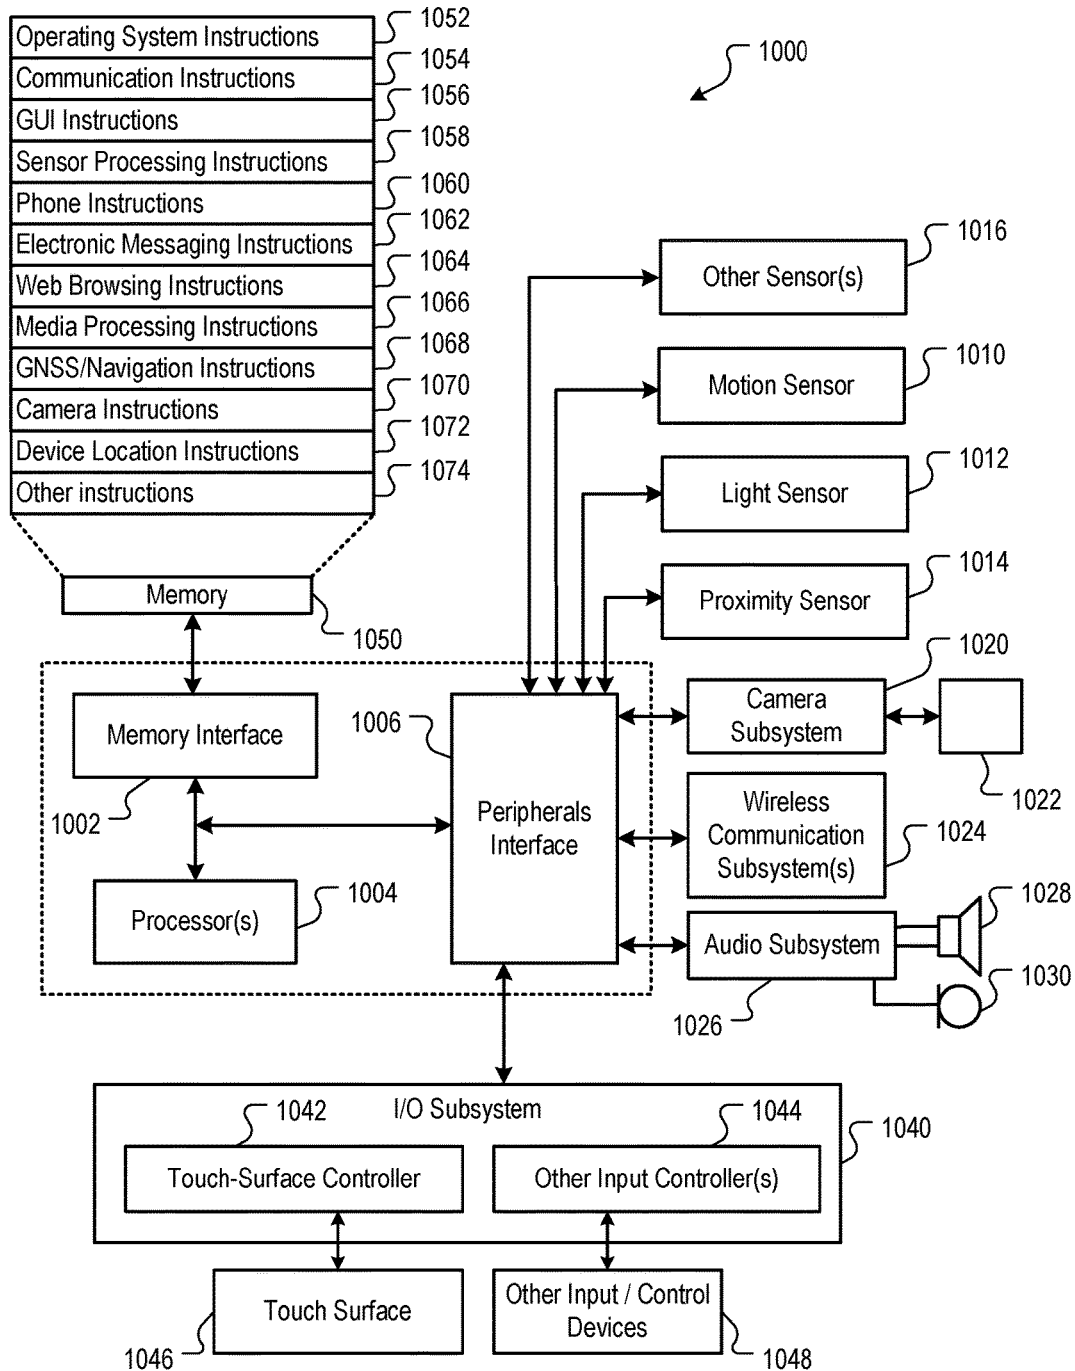 Operating System Instructions
1052
Communication Instructions
1054
GUI Instructions
1056
Sensor Processing Instructions
1058
Phone Instructions
1060
Electronic Messaging Instructions
1062
Web Browsing Instructions
1064
Media Processing Instructions
1066
GNSS/Navigation Instructions
1068
Camera Instructions
1070
Device Location Instructions
1072
Other instructions
1074
1000
Other Sensor(s)
1016
Motion Sensor
1010
Light Sensor
1012
Proximity Sensor
1014
Memory
1050
Memory Interface
1002
Processor(s)
1004
1006
Peripherals
Interface
Camera
Subsystem
1020
1022
Wireless
Communication
Subsystem(s)
1024
Audio Subsystem
1026
1028
1030
I/O Subsystem
1040
1042
Touch-Surface Controller
1044
Other Input Controller(s)
Touch Surface
1046
Other Input / Control
Devices
1048